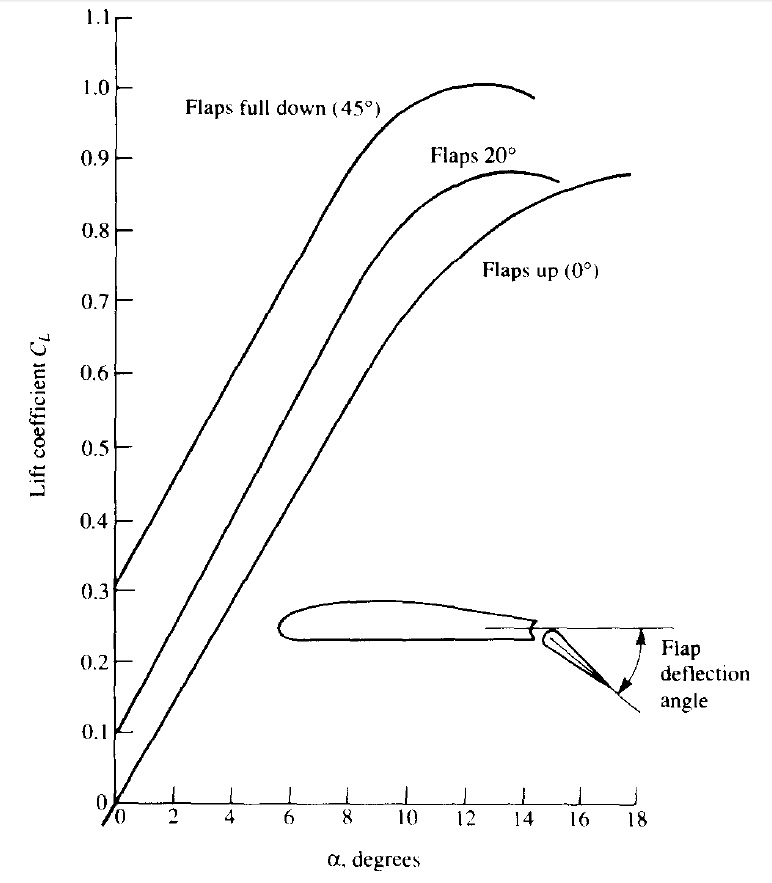 1.1
1.0
0.9
0.8
0.7
0.6
0.5
0.4
0.3
0.2
0.1
0
Lift coefficient C_L
Flaps full down (45°)
Flaps 20°
Flaps up (0°)
Flap
deflection
angle
0 2 4 6 8 10 12 14 16 18
α, degrees